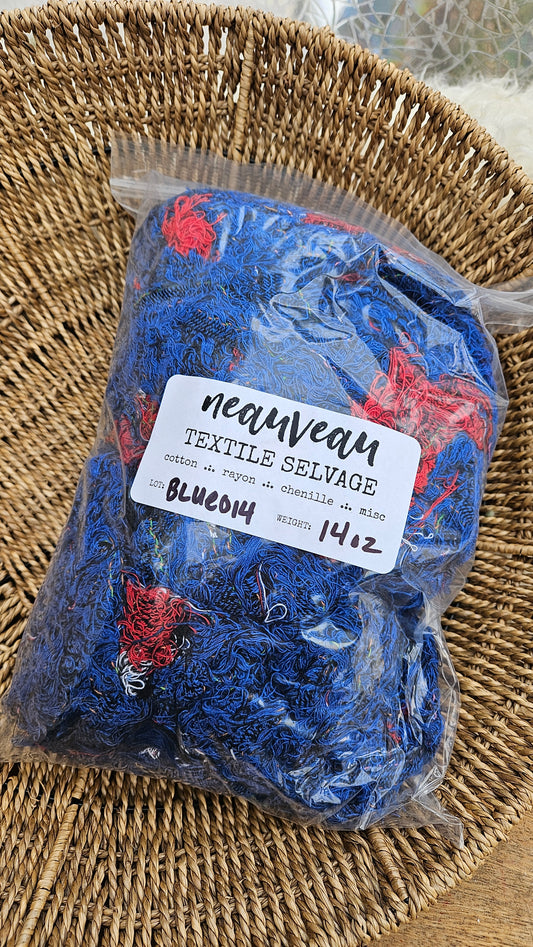 neauveau
TEXTILE SELVAGE
cotton .:. rayon .:. chenille .:. misc
LOT: BLUE014 WEIGHT: 14oz